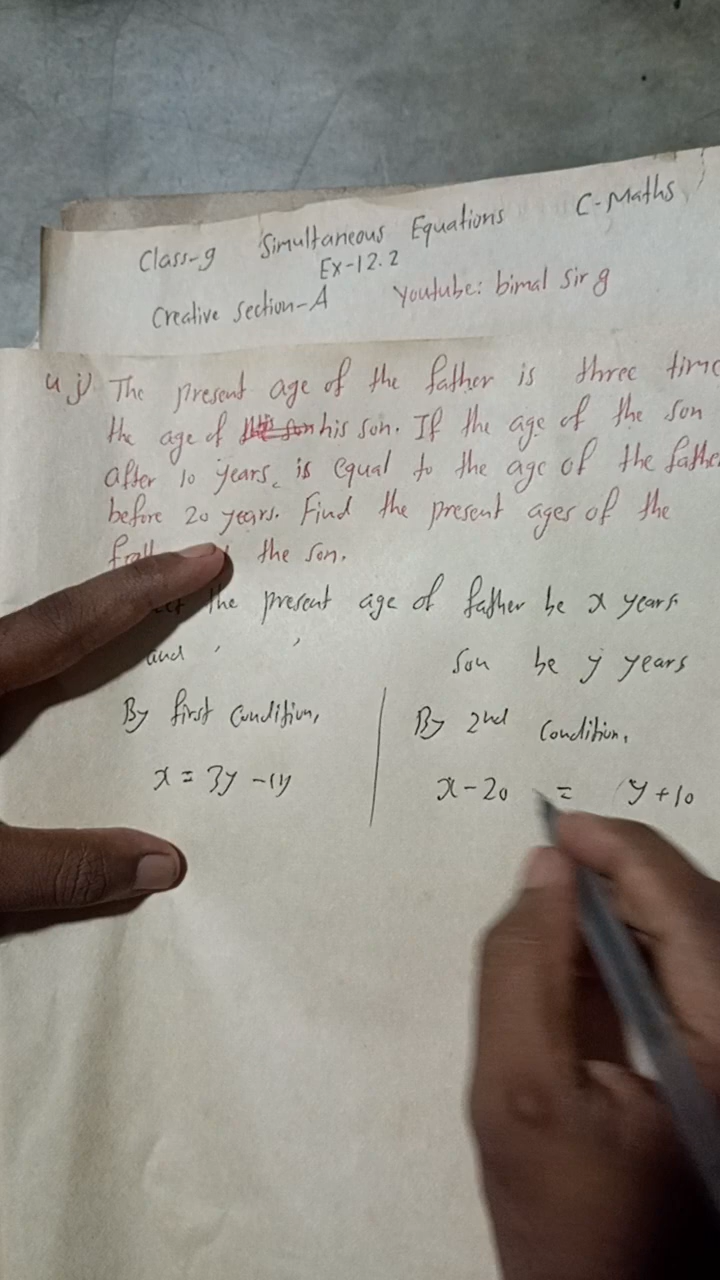 Class-9 Simultaneous Equations C-Maths
Ex-12.2
Creative section-A Youtube: bimal sir 9
The present age of the father is three
the age of his son. If the age of the son
after 10 years, is equal to the age of the
before 20 years. Find the present ages of the
the son.
the present age of father be x years
and ' ' son be y years
By first Condition, By 2nd Condition,
x = 3y -(1) x-20 = y+10